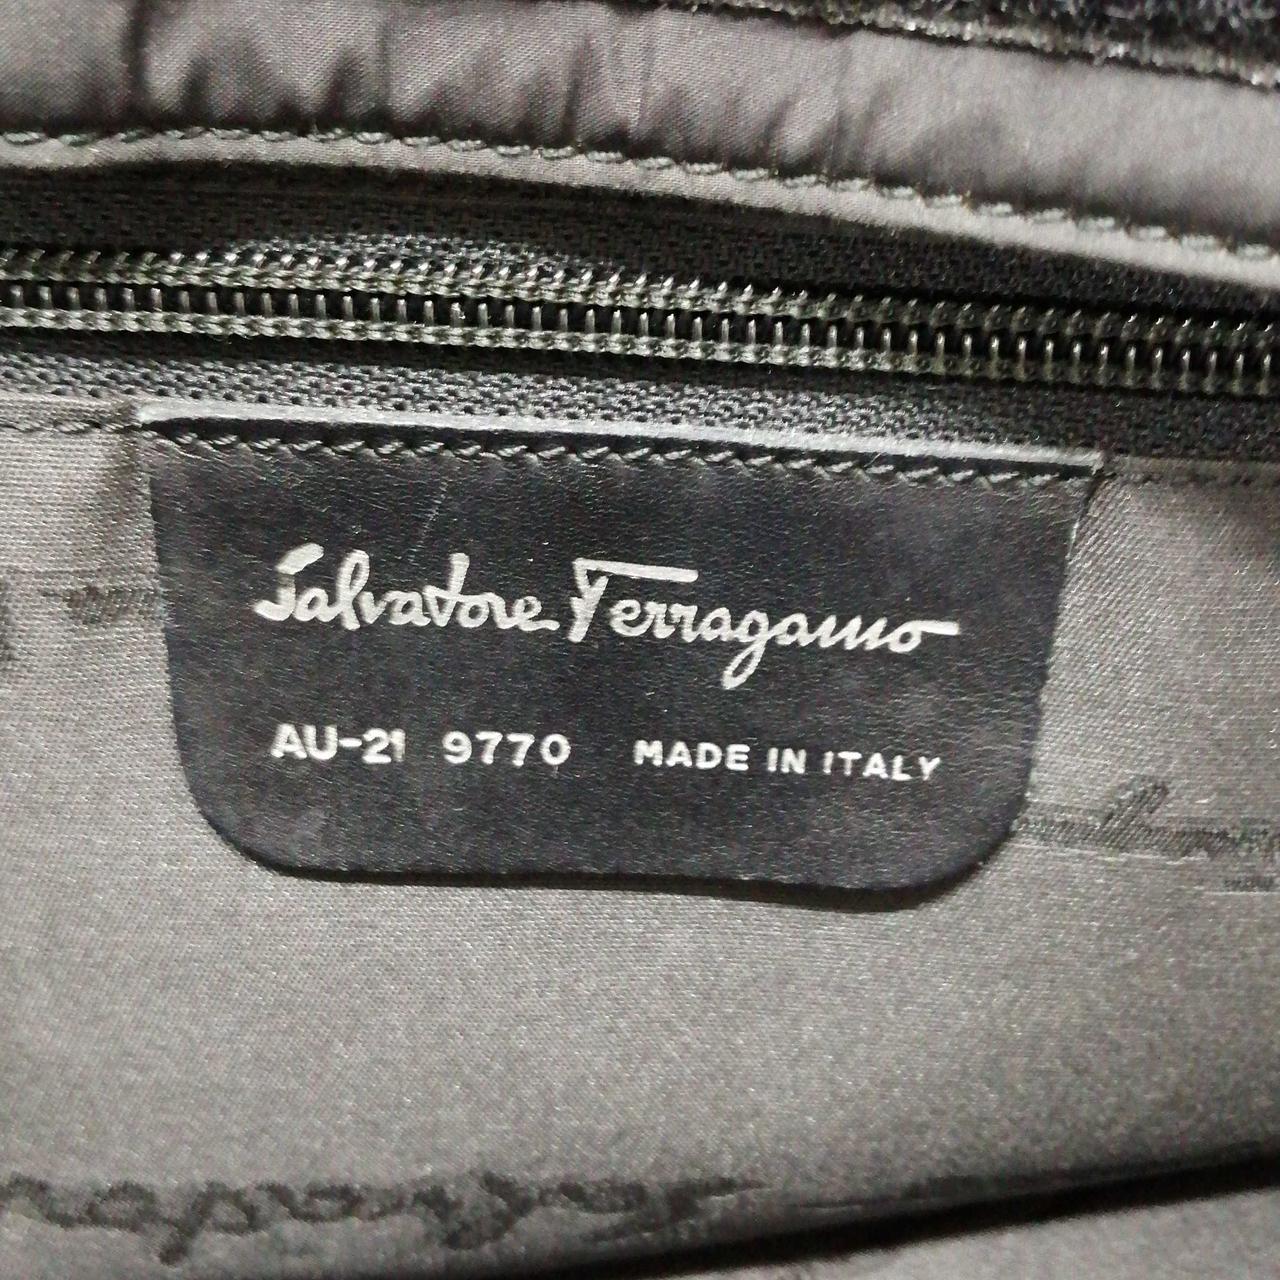 Salvatore Ferragamo
AU-21 9770 MADE IN ITALY